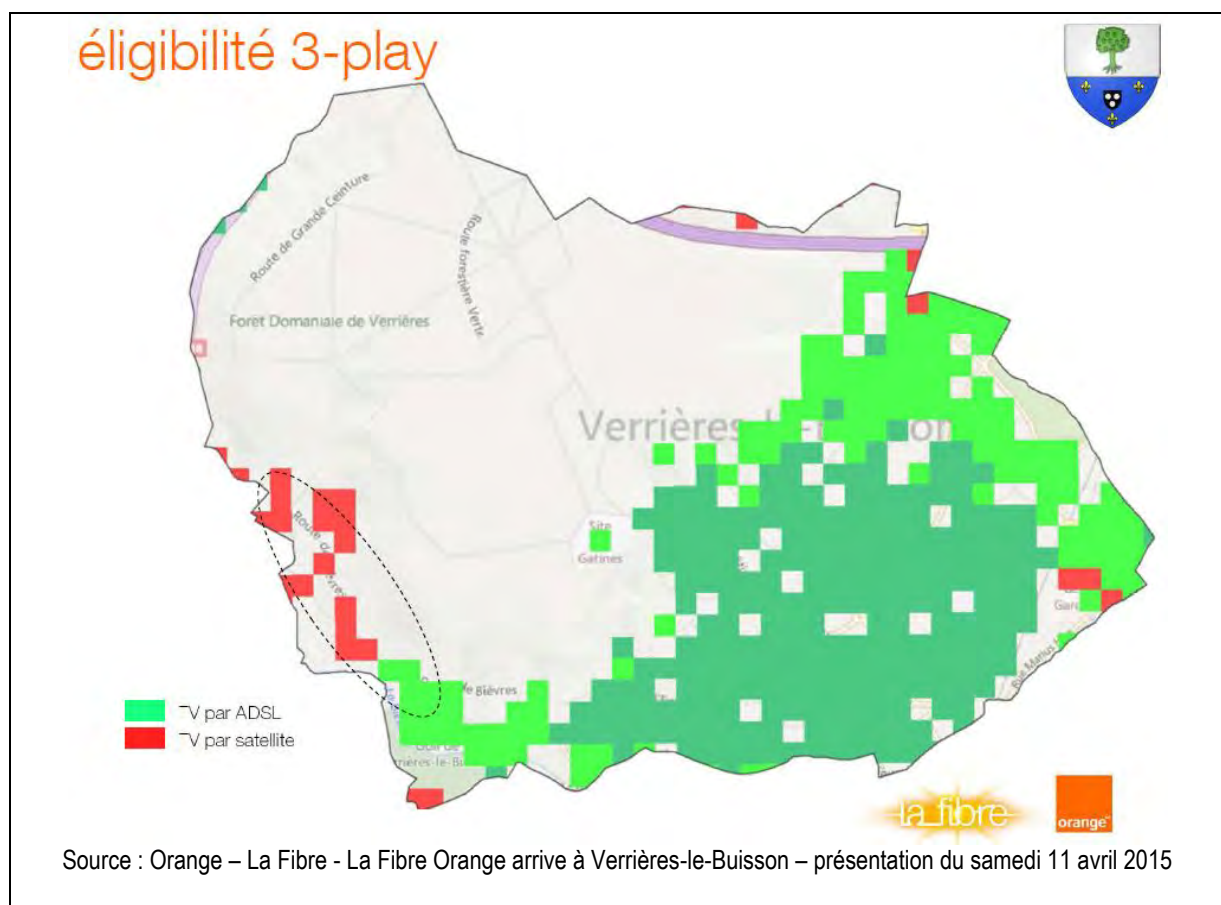 éligibilité 3-play
Route de Grande Ceinture
Route forestière Verte
Foret Domaniale de Verrières
Verrières
Site
Gatines
Route de
Bièvres
Rue Marius
TV par ADSL
TV par satellite
la fibre
orange
Source : Orange – La Fibre - La Fibre Orange arrive à Verrières-le-Buisson – présentation du samedi 11 avril 2015